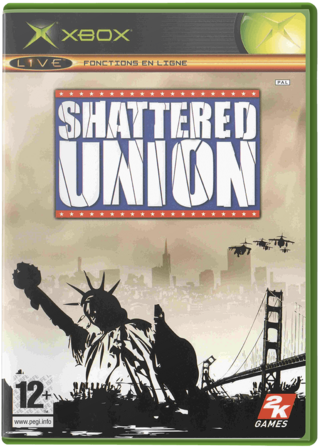 XBOX
LIVE FONCTIONS EN LIGNE
PAL
SHATTERED
UNION
12+
www.pegi.info
2K
GAMES